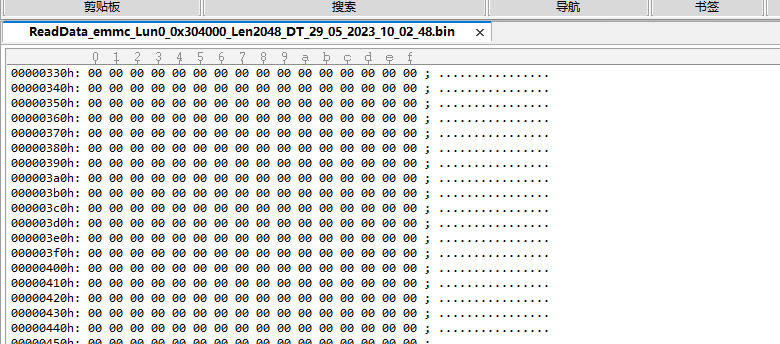 剪贴板 搜索 导航 书签
ReadData_emmc_Lun0_0x304000_Len2048_DT_29_05_2023_10_02_48.bin ×
0 1 2 3 4 5 6 7 8 9 a b c d e f
00000330h: 00 00 00 00 00 00 00 00 00 00 00 00 00 00 00 00 ; ................
00000340h: 00 00 00 00 00 00 00 00 00 00 00 00 00 00 00 00 ; ................
00000350h: 00 00 00 00 00 00 00 00 00 00 00 00 00 00 00 00 ; ................
00000360h: 00 00 00 00 00 00 00 00 00 00 00 00 00 00 00 00 ; ................
00000370h: 00 00 00 00 00 00 00 00 00 00 00 00 00 00 00 00 ; ................
00000380h: 00 00 00 00 00 00 00 00 00 00 00 00 00 00 00 00 ; ................
00000390h: 00 00 00 00 00 00 00 00 00 00 00 00 00 00 00 00 ; ................
000003a0h: 00 00 00 00 00 00 00 00 00 00 00 00 00 00 00 00 ; ................
000003b0h: 00 00 00 00 00 00 00 00 00 00 00 00 00 00 00 00 ; ................
000003c0h: 00 00 00 00 00 00 00 00 00 00 00 00 00 00 00 00 ; ................
000003d0h: 00 00 00 00 00 00 00 00 00 00 00 00 00 00 00 00 ; ................
000003e0h: 00 00 00 00 00 00 00 00 00 00 00 00 00 00 00 00 ; ................
000003f0h: 00 00 00 00 00 00 00 00 00 00 00 00 00 00 00 00 ; ................
00000400h: 00 00 00 00 00 00 00 00 00 00 00 00 00 00 00 00 ; ................
00000410h: 00 00 00 00 00 00 00 00 00 00 00 00 00 00 00 00 ; ................
00000420h: 00 00 00 00 00 00 00 00 00 00 00 00 00 00 00 00 ; ................
00000430h: 00 00 00 00 00 00 00 00 00 00 00 00 00 00 00 00 ; ................
00000440h: 00 00 00 00 00 00 00 00 00 00 00 00 00 00 00 00 ; ................
00000450h: 00 00 00 00 00 00 00 00 00 00 00 00 00 00 00 00 ;